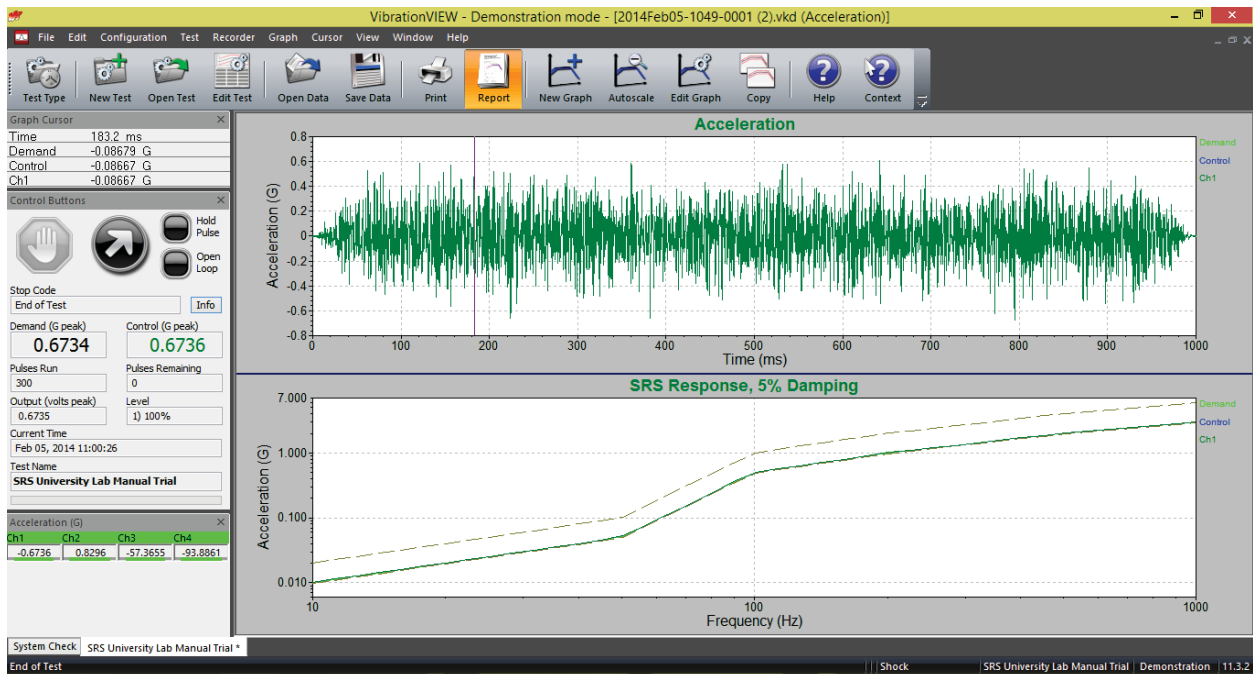 VibrationVIEW - Demonstration mode - [2014Feb05-1049-0001 (2).vkd (Acceleration)]
File Edit Configuration Test Recorder Graph Cursor View Window Help
Test Type New Test Open Test Edit Test Open Data Save Data Print Report New Graph Autoscale Edit Graph Copy Help Context
Graph Cursor
Time 183.2 ms
Demand -0.08679 G
Control -0.08667 G
Ch1 -0.08667 G
Control Buttons
Hold
Pulse
Open
Loop
Stop Code
End of Test Info
Demand (G peak) Control (G peak)
0.6734 0.6736
Pulses Run Pulses Remaining
300 0
Output (volts peak) Level
0.6735 1) 100%
Current Time
Feb 05, 2014 11:00:26
Test Name
SRS University Lab Manual Trial
Acceleration (G)
Ch1 Ch2 Ch3 Ch4
-0.6736 0.8296 -57.3655 -93.8861
Acceleration
Acceleration (G)
0.8
0.6
0.4
0.2
0
-0.2
-0.4
-0.6
-0.8
0 100 200 300 400 500 600 700 800 900 1000
Time (ms)
Demand
Control
Ch1
SRS Response, 5% Damping
Acceleration (G)
7.000
1.000
0.100
0.010
10 100 1000
Frequency (Hz)
Demand
Control
Ch1
System Check SRS University Lab Manual Trial *
End of Test Shock SRS University Lab Manual Trial Demonstration 11.3.2